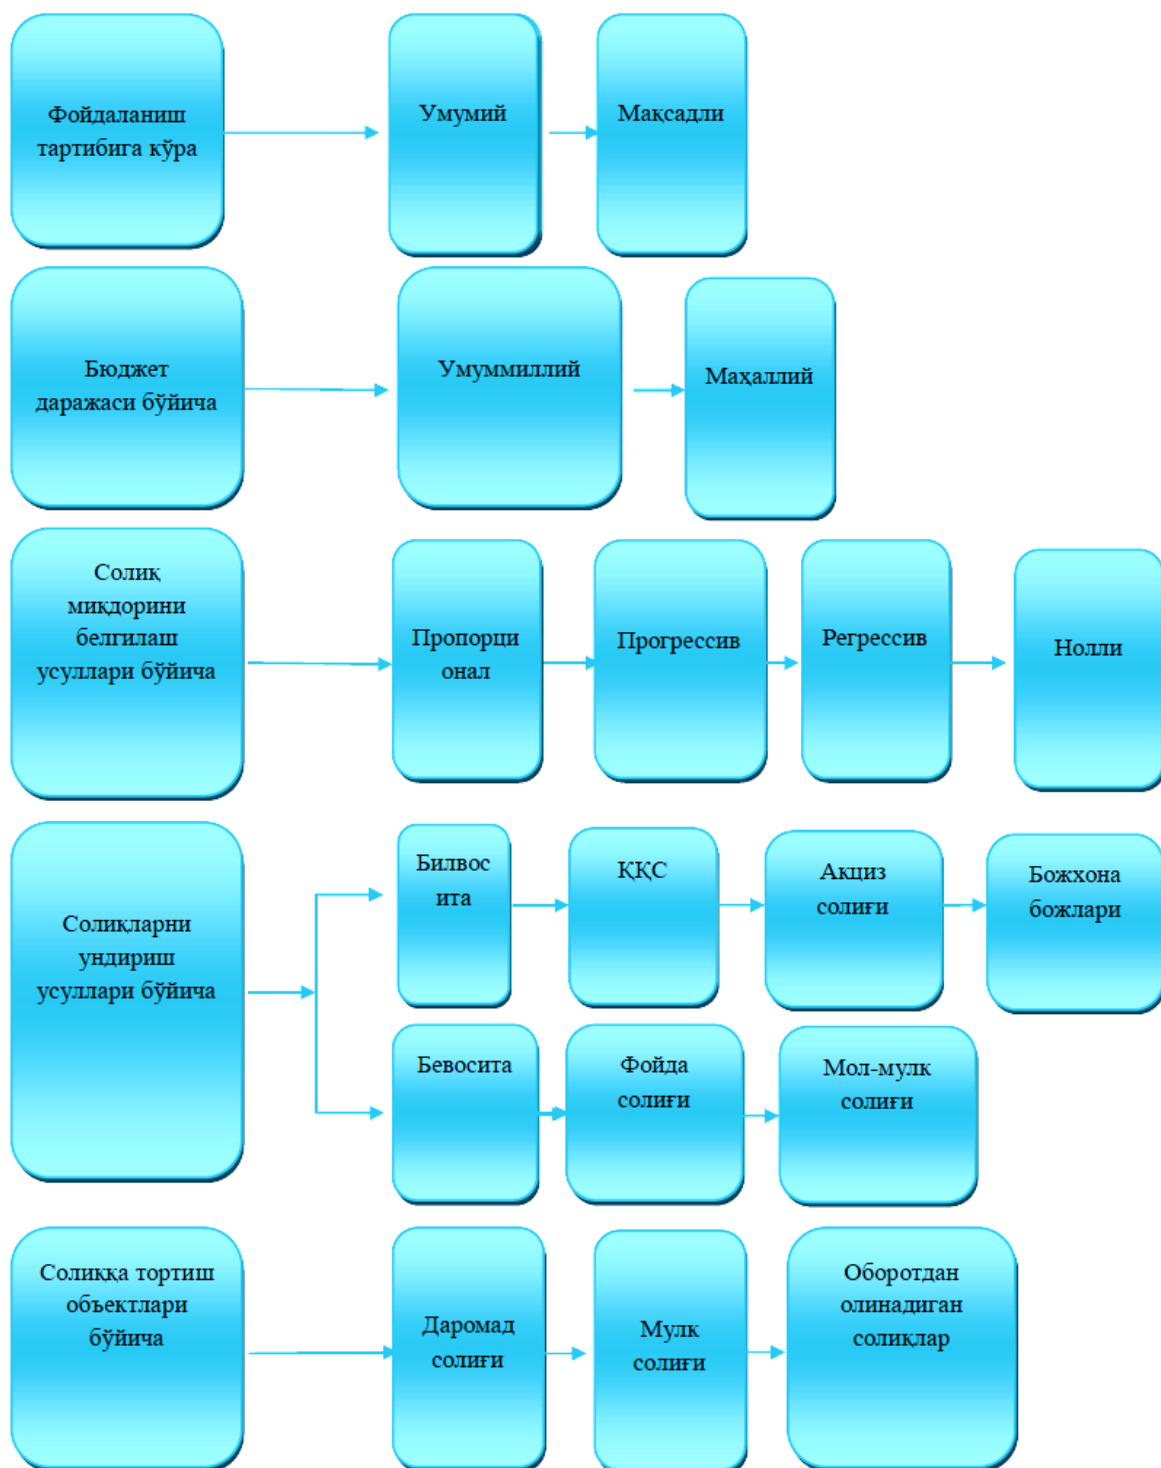 Фойдаланиш
тартибига кўра
Умумий
Мақсадли
Бюджет
даражаси бўйича
Умуммиллий
Маҳаллий
Солиқ
миқдорини
белгилаш
усуллари бўйича
Пропорци
онал
Прогрессив
Регрессив
Нолли
Солиқларни
ундириш
усуллари бўйича
Билвос
ита
ҚҚС
Акциз
солиғи
Божхона
божлари
Бевосита
Фойда
солиғи
Мол-мулк
солиғи
Солиққа тортиш
объектлари
бўйича
Даромад
солиғи
Мулк
солиғи
Оборотдан
олинадиган
солиқлар